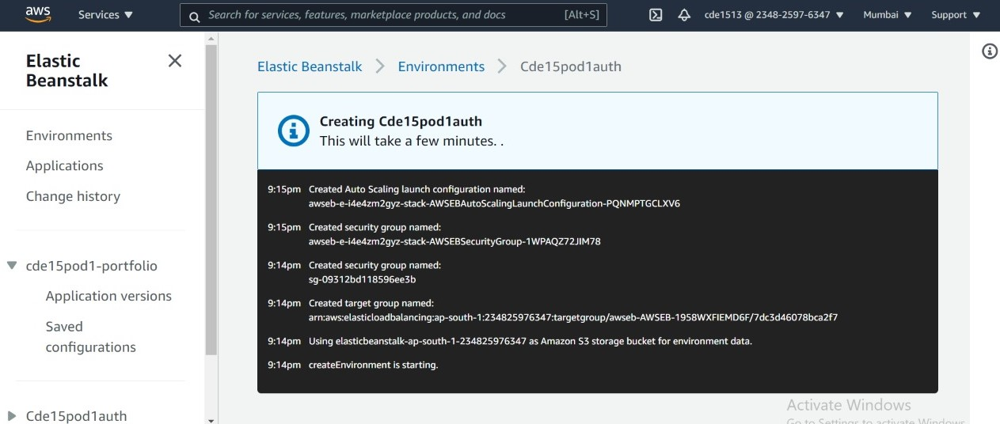 aws
Services ▼
Search for services, features, marketplace products, and docs
[Alt+S]
cde1513 @ 2348-2597-6347 ▼
Mumbai ▼
Support ▼
Elastic
Beanstalk
Environments
Applications
Change history
cde15pod1-portfolio
Application versions
Saved
configurations
Cde15pod1auth
Elastic Beanstalk > Environments > Cde15pod1auth
Creating Cde15pod1auth
This will take a few minutes. .
9:15pm Created Auto Scaling launch configuration named:
awseb-e-i4e4zm2gyz-stack-AWSEBAutoScalingLaunchConfiguration-PQNMPTGCLXV6
9:15pm Created security group named:
awseb-e-i4e4zm2gyz-stack-AWSEBSecurityGroup-1WPAQZ72JIM78
9:14pm Created security group named:
sg-09312bd118596ee3b
9:14pm Created target group named:
arn:aws:elasticloadbalancing:ap-south-1:234825976347:targetgroup/awseb-AWSEB-1958WXFIEMD6F/7dc3d46078bca2f7
9:14pm Using elasticbeanstalk-ap-south-1-234825976347 as Amazon S3 storage bucket for environment data.
9:14pm createEnvironment is starting.
Activate Windows
Go to Settings to activate Windows.